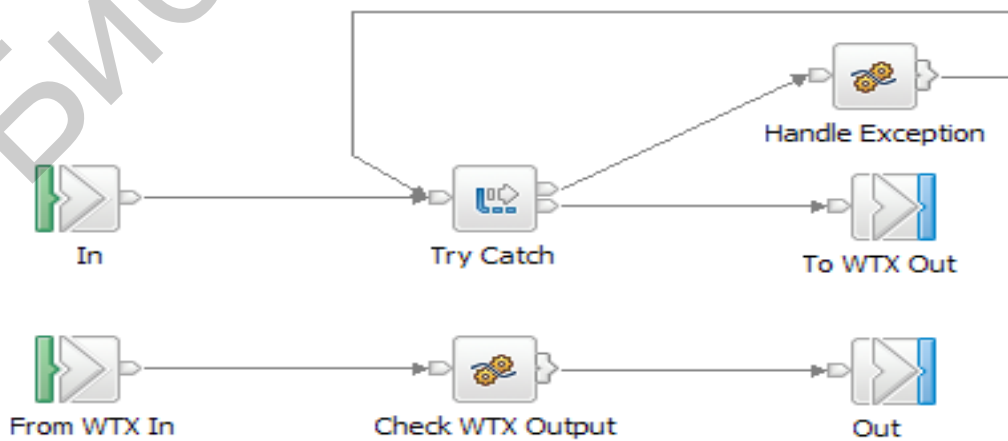 Handle Exception
In
Try Catch
To WTX Out
From WTX In
Check WTX Output
Out